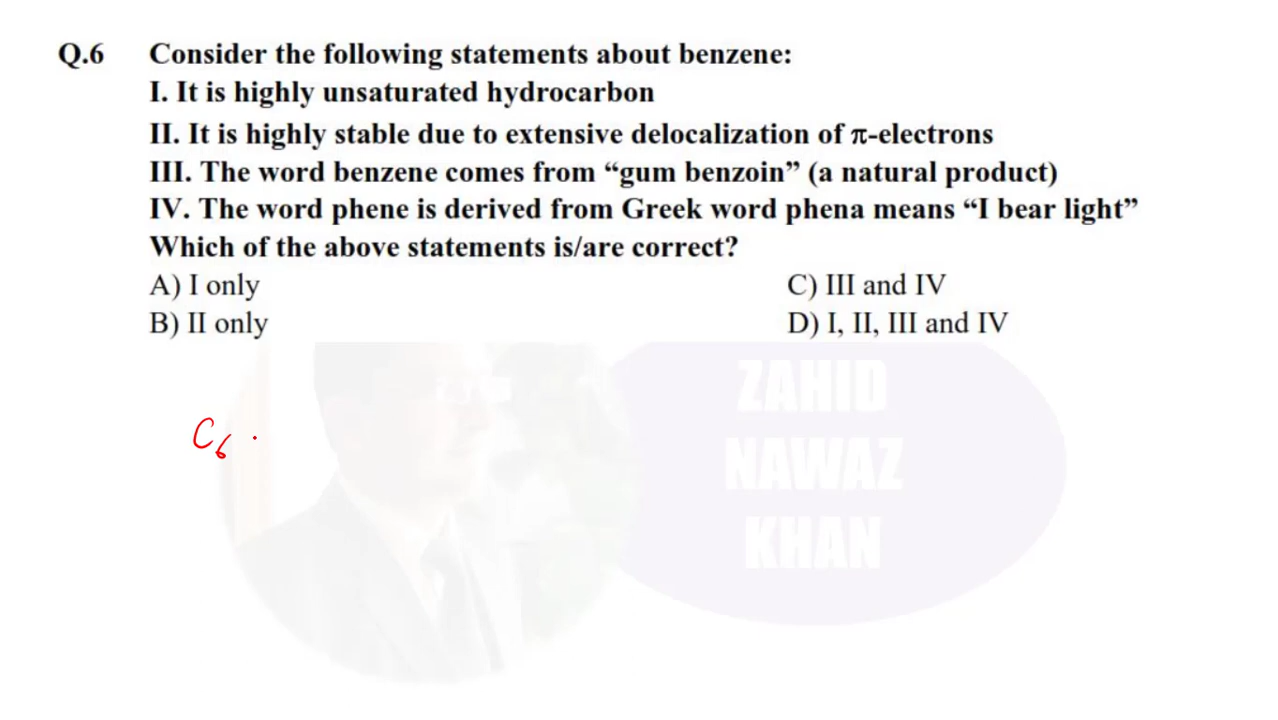 Q.6 Consider the following statements about benzene:
I. It is highly unsaturated hydrocarbon
II. It is highly stable due to extensive delocalization of π-electrons
III. The word benzene comes from “gum benzoin” (a natural product)
IV. The word phene is derived from Greek word phena means “I bear light”
Which of the above statements is/are correct?
A) I only C) III and IV
B) II only D) I, II, III and IV
ZAHID
NAWAZ
KHAN
C₆